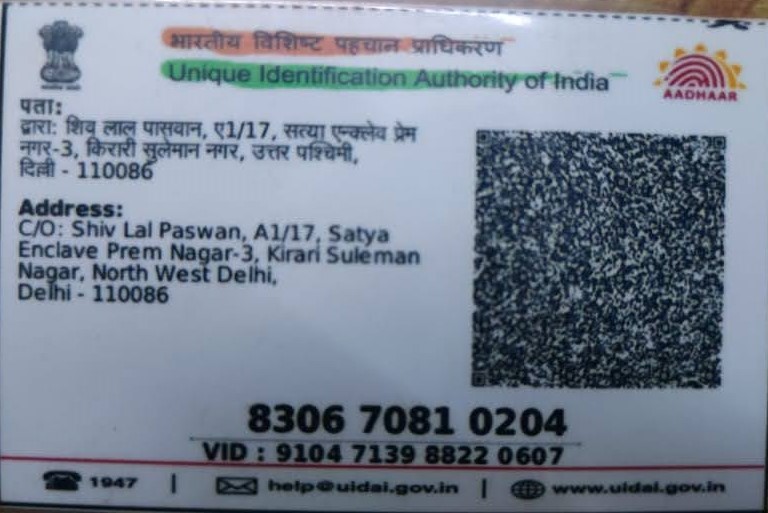 भारतीय विशिष्ट पहचान प्राधिकरण
Unique Identification Authority of India
AADHAAR
पता:
द्वारा: शिव लाल पासवान, ए1/17, सत्या एन्क्लेव प्रेम
नगर-3, किरारी सुलेमान नगर, उत्तर पश्चिमी,
दिल्ली - 110086
Address:
C/O: Shiv Lal Paswan, A1/17, Satya
Enclave Prem Nagar-3, Kirari Suleman
Nagar, North West Delhi,
Delhi - 110086
8306 7081 0204
VID : 9104 7139 8822 0607
1947 | help@uidai.gov.in | www.uidai.gov.in